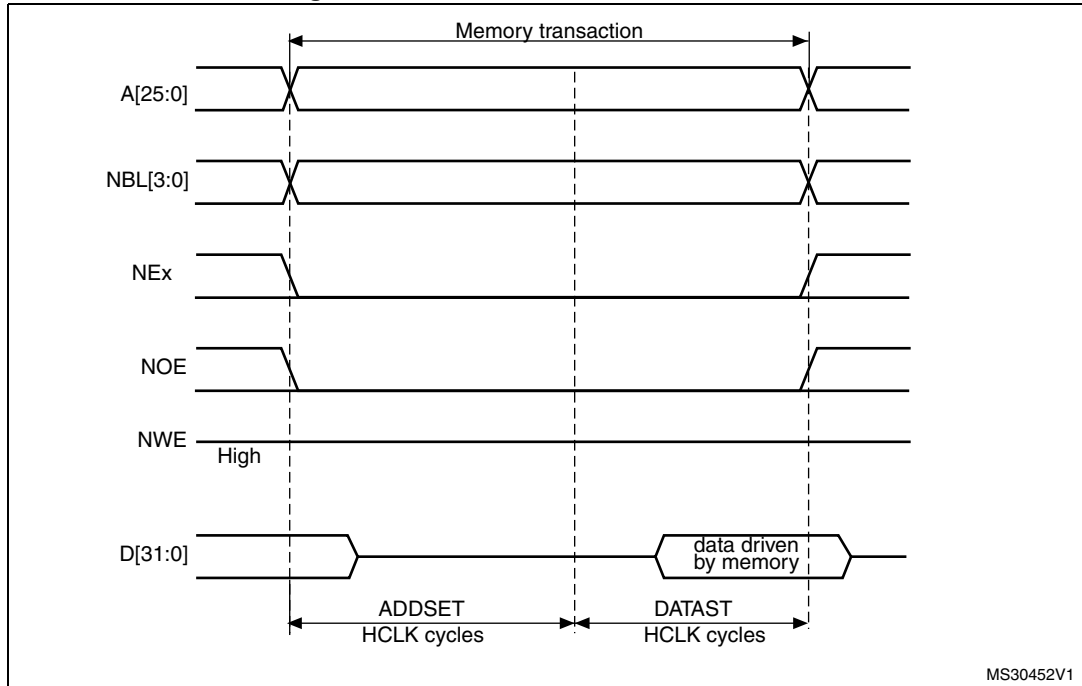 Memory transaction
A[25:0]
NBL[3:0]
NEx
NOE
NWE
High
D[31:0]
data driven
by memory
ADDSET
HCLK cycles
DATAST
HCLK cycles
MS30452V1